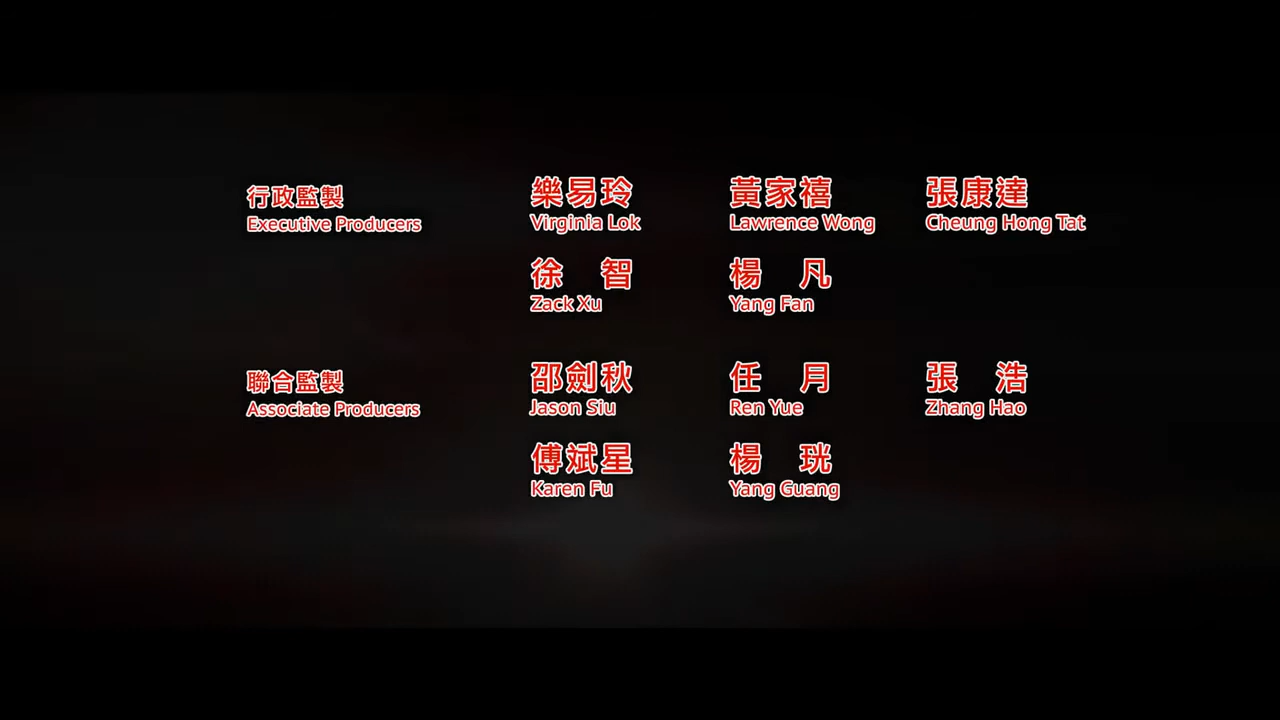 行政監製 樂易玲 黃家禧 張康達
Executive Producers Virginia Lok Lawrence Wong Cheung Hong Tat
徐 智 楊 凡
Zack Xu Yang Fan
聯合監製 邵劍秋 任 月 張 浩
Associate Producers Jason Siu Ren Yue Zhang Hao
傅斌星 楊 珖
Karen Fu Yang Guang